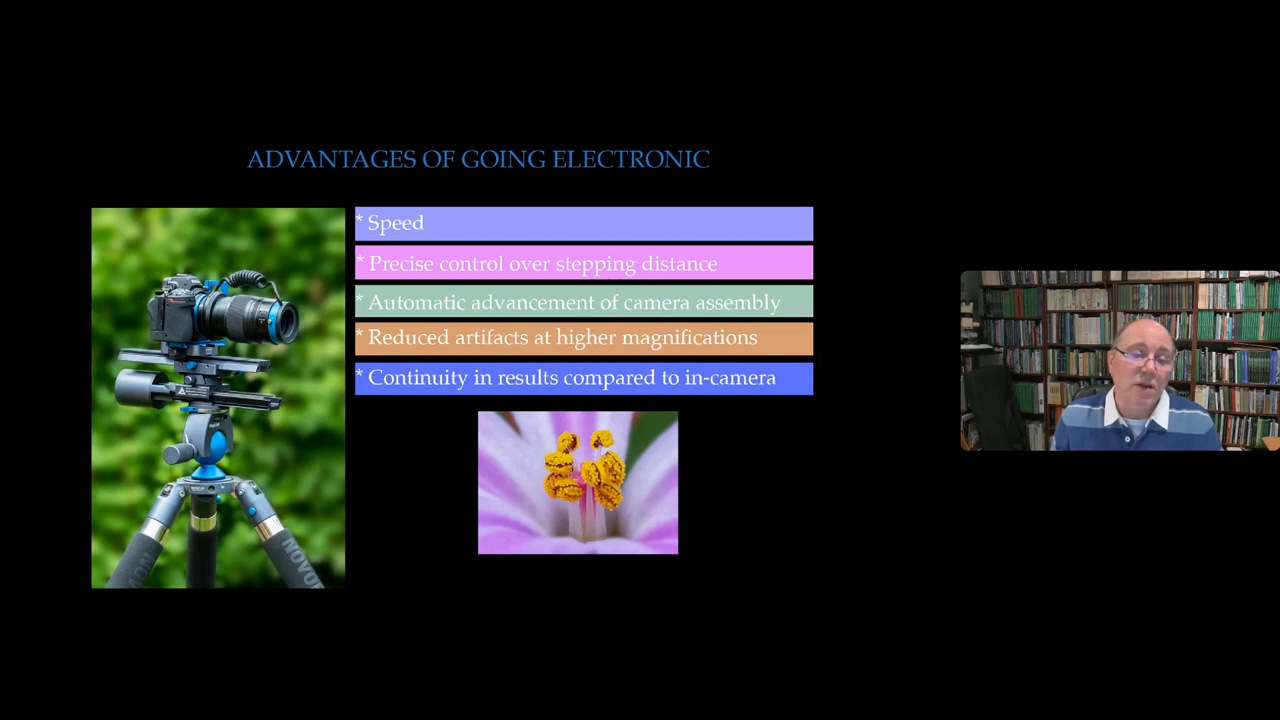 ADVANTAGES OF GOING ELECTRONIC
* Speed
* Precise control over stepping distance
* Automatic advancement of camera assembly
* Reduced artifacts at higher magnifications
* Continuity in results compared to in-camera